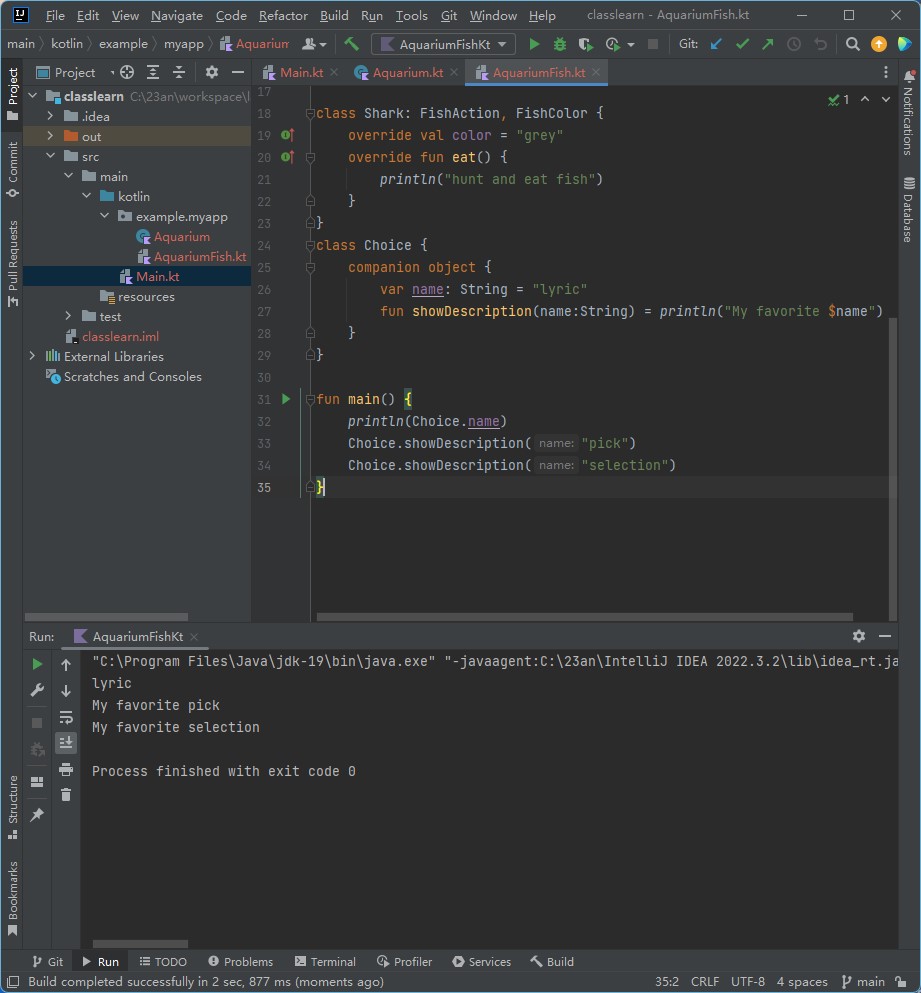 File Edit View Navigate Code Refactor Build Run Tools Git Window Help classlearn - AquariumFish.kt
main kotlin example myapp Aquarium AquariumFishKt Git:
Project Main.kt Aquarium.kt AquariumFish.kt
classlearn C:\23an\workspace\
.idea
out
src
main
kotlin
example.myapp
Aquarium
AquariumFish.kt
Main.kt
resources
test
classlearn.iml
External Libraries
Scratches and Consoles
Project
Commit
Pull Requests
Structure
Bookmarks
Notifications
Database
1
17
18 class Shark: FishAction, FishColor {
19 override val color = "grey"
20 override fun eat() {
21 println("hunt and eat fish")
22 }
23 }
24 class Choice {
25 companion object {
26 var name: String = "lyric"
27 fun showDescription(name:String) = println("My favorite $name")
28 }
29 }
30
31 fun main() {
32 println(Choice.name)
33 Choice.showDescription( name: "pick")
34 Choice.showDescription( name: "selection")
35 }
Run: AquariumFishKt
"C:\Program Files\Java\jdk-19\bin\java.exe" "-javaagent:C:\23an\IntelliJ IDEA 2022.3.2\lib\idea_rt.ja
lyric
My favorite pick
My favorite selection
Process finished with exit code 0
Git Run TODO Problems Terminal Profiler Services Build
Build completed successfully in 2 sec, 877 ms (moments ago) 35:2 CRLF UTF-8 4 spaces main